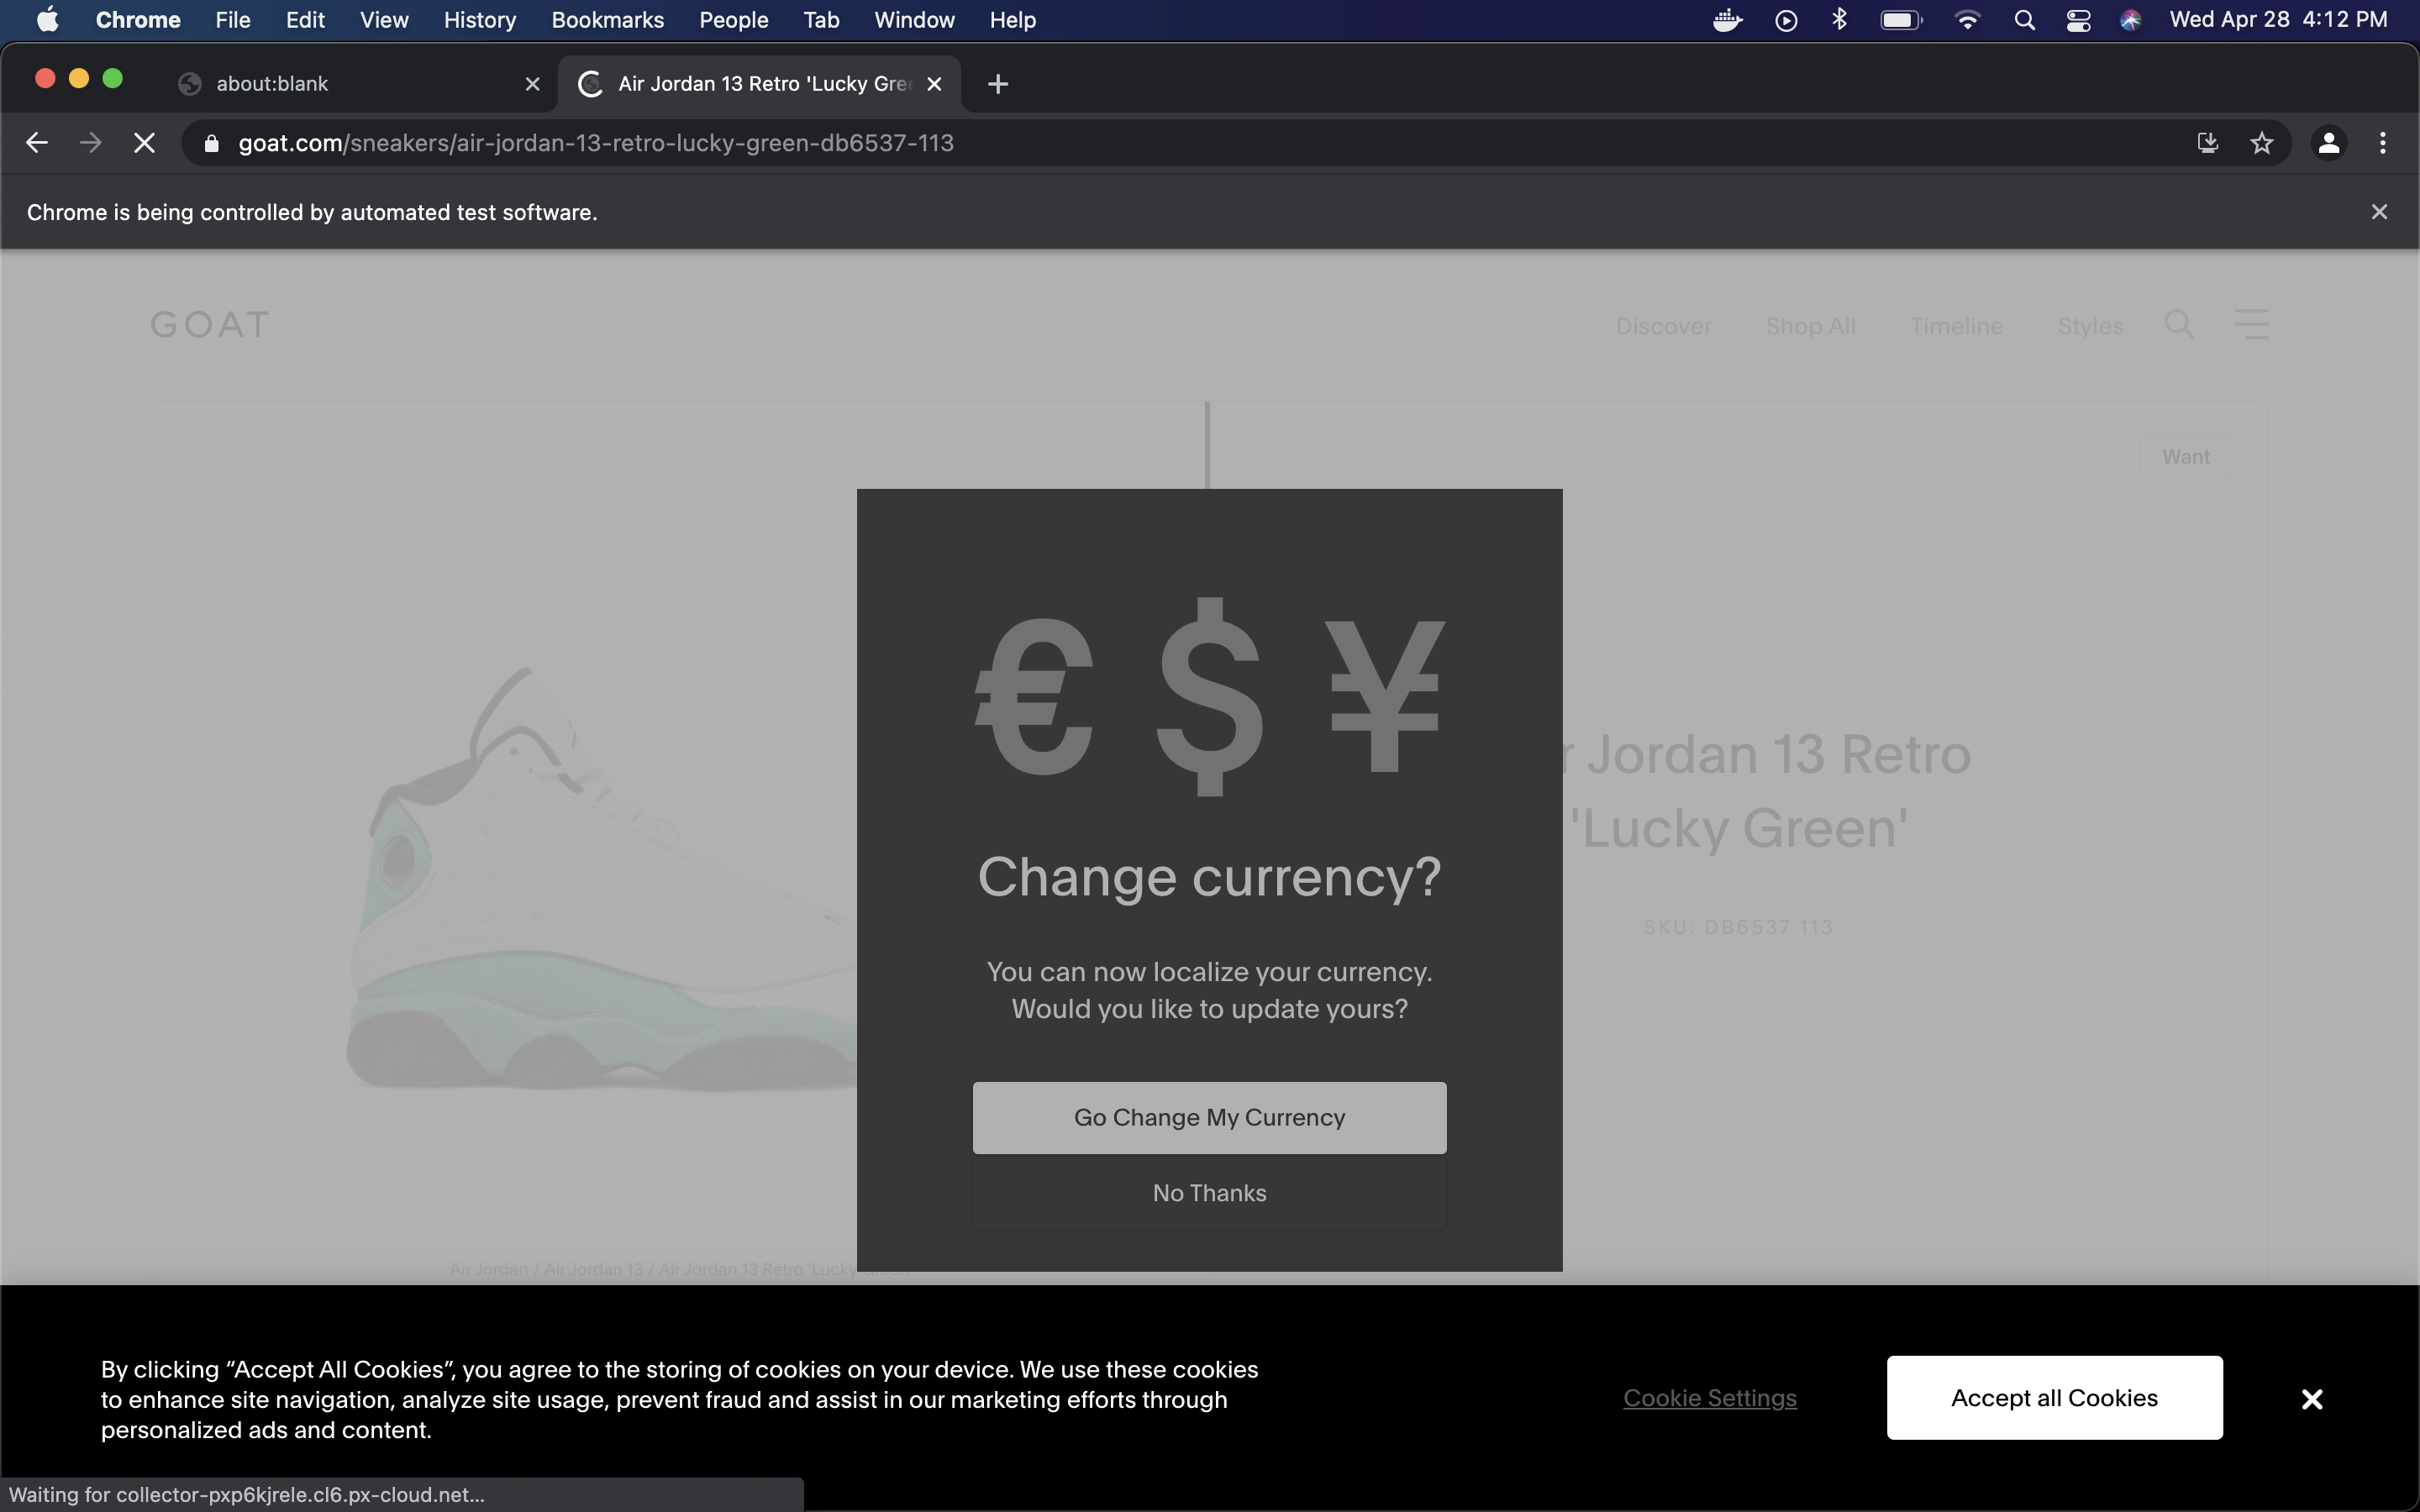 Chrome File Edit View History Bookmarks People Tab Window Help Wed Apr 28 4:12 PM
about:blank Air Jordan 13 Retro 'Lucky Gre
goat.com/sneakers/air-jordan-13-retro-lucky-green-db6537-113
Chrome is being controlled by automated test software.
GOAT Discover Shop All Timeline Styles
Want
€ $ ¥
r Jordan 13 Retro
'Lucky Green'
Change currency?
SKU: DB6537 113
You can now localize your currency.
Would you like to update yours?
Go Change My Currency
No Thanks
Air Jordan / Air Jordan 13 / Air Jordan 13 Retro 'Lucky Green'
By clicking “Accept All Cookies”, you agree to the storing of cookies on your device. We use these cookies
to enhance site navigation, analyze site usage, prevent fraud and assist in our marketing efforts through
personalized ads and content.
Cookie Settings Accept all Cookies
Waiting for collector-pxp6kjrele.cl6.px-cloud.net...